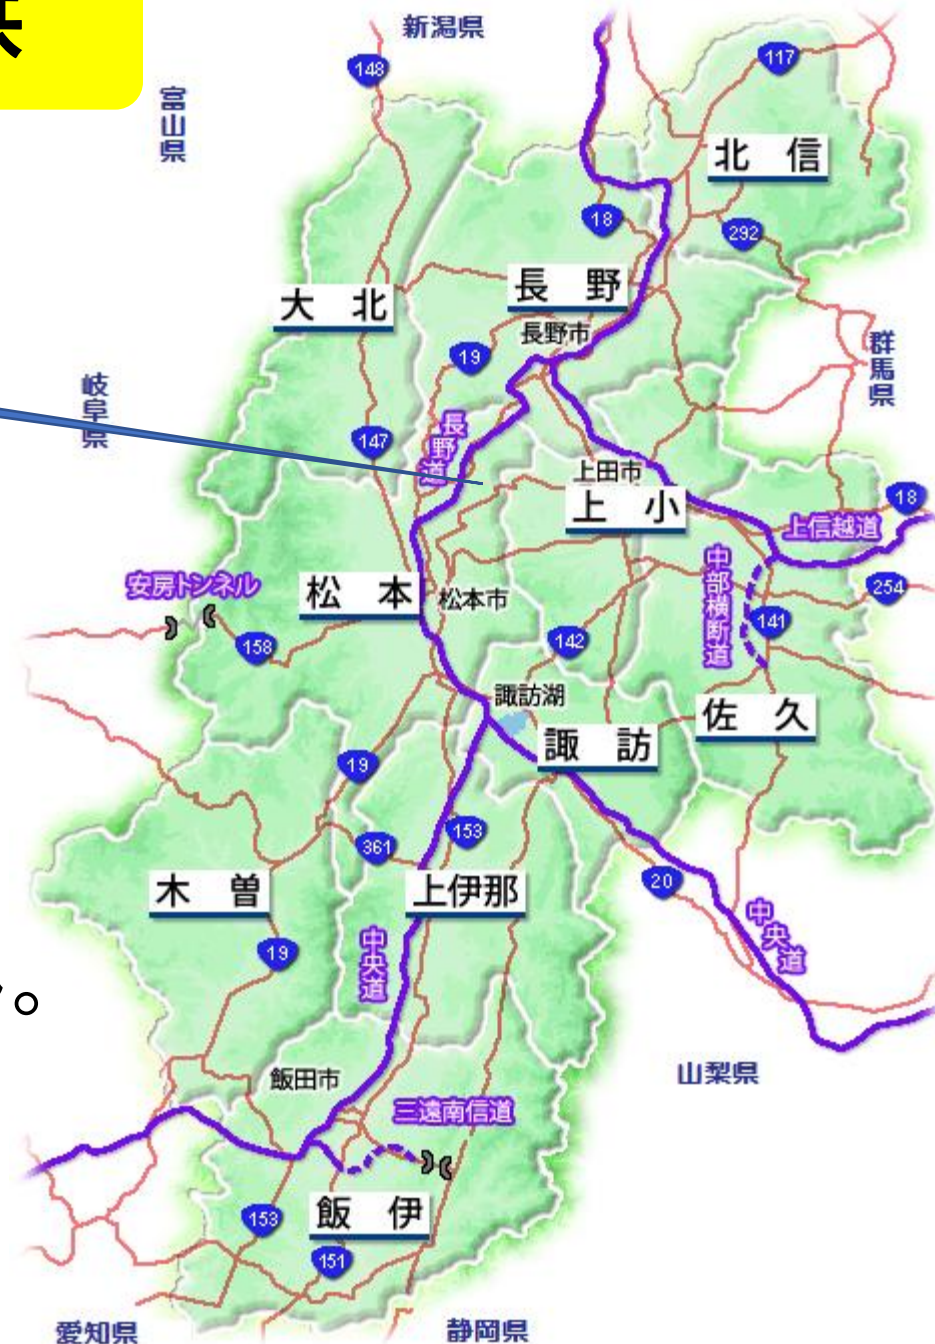 新潟県
148
117
富山県
北 信
18
292
大 北
長 野
長野市
19
群馬県
岐阜県
147
長野道
上田市
上 小
18
上信越道
安房トンネル
松 本
松本市
中部横断道
254
158
142
141
諏訪湖
佐 久
諏 訪
19
153
361
20
木 曽
上伊那
中央道
中央道
19
。
山梨県
飯田市
三遠南信道
153
飯 伊
151
愛知県
静岡県